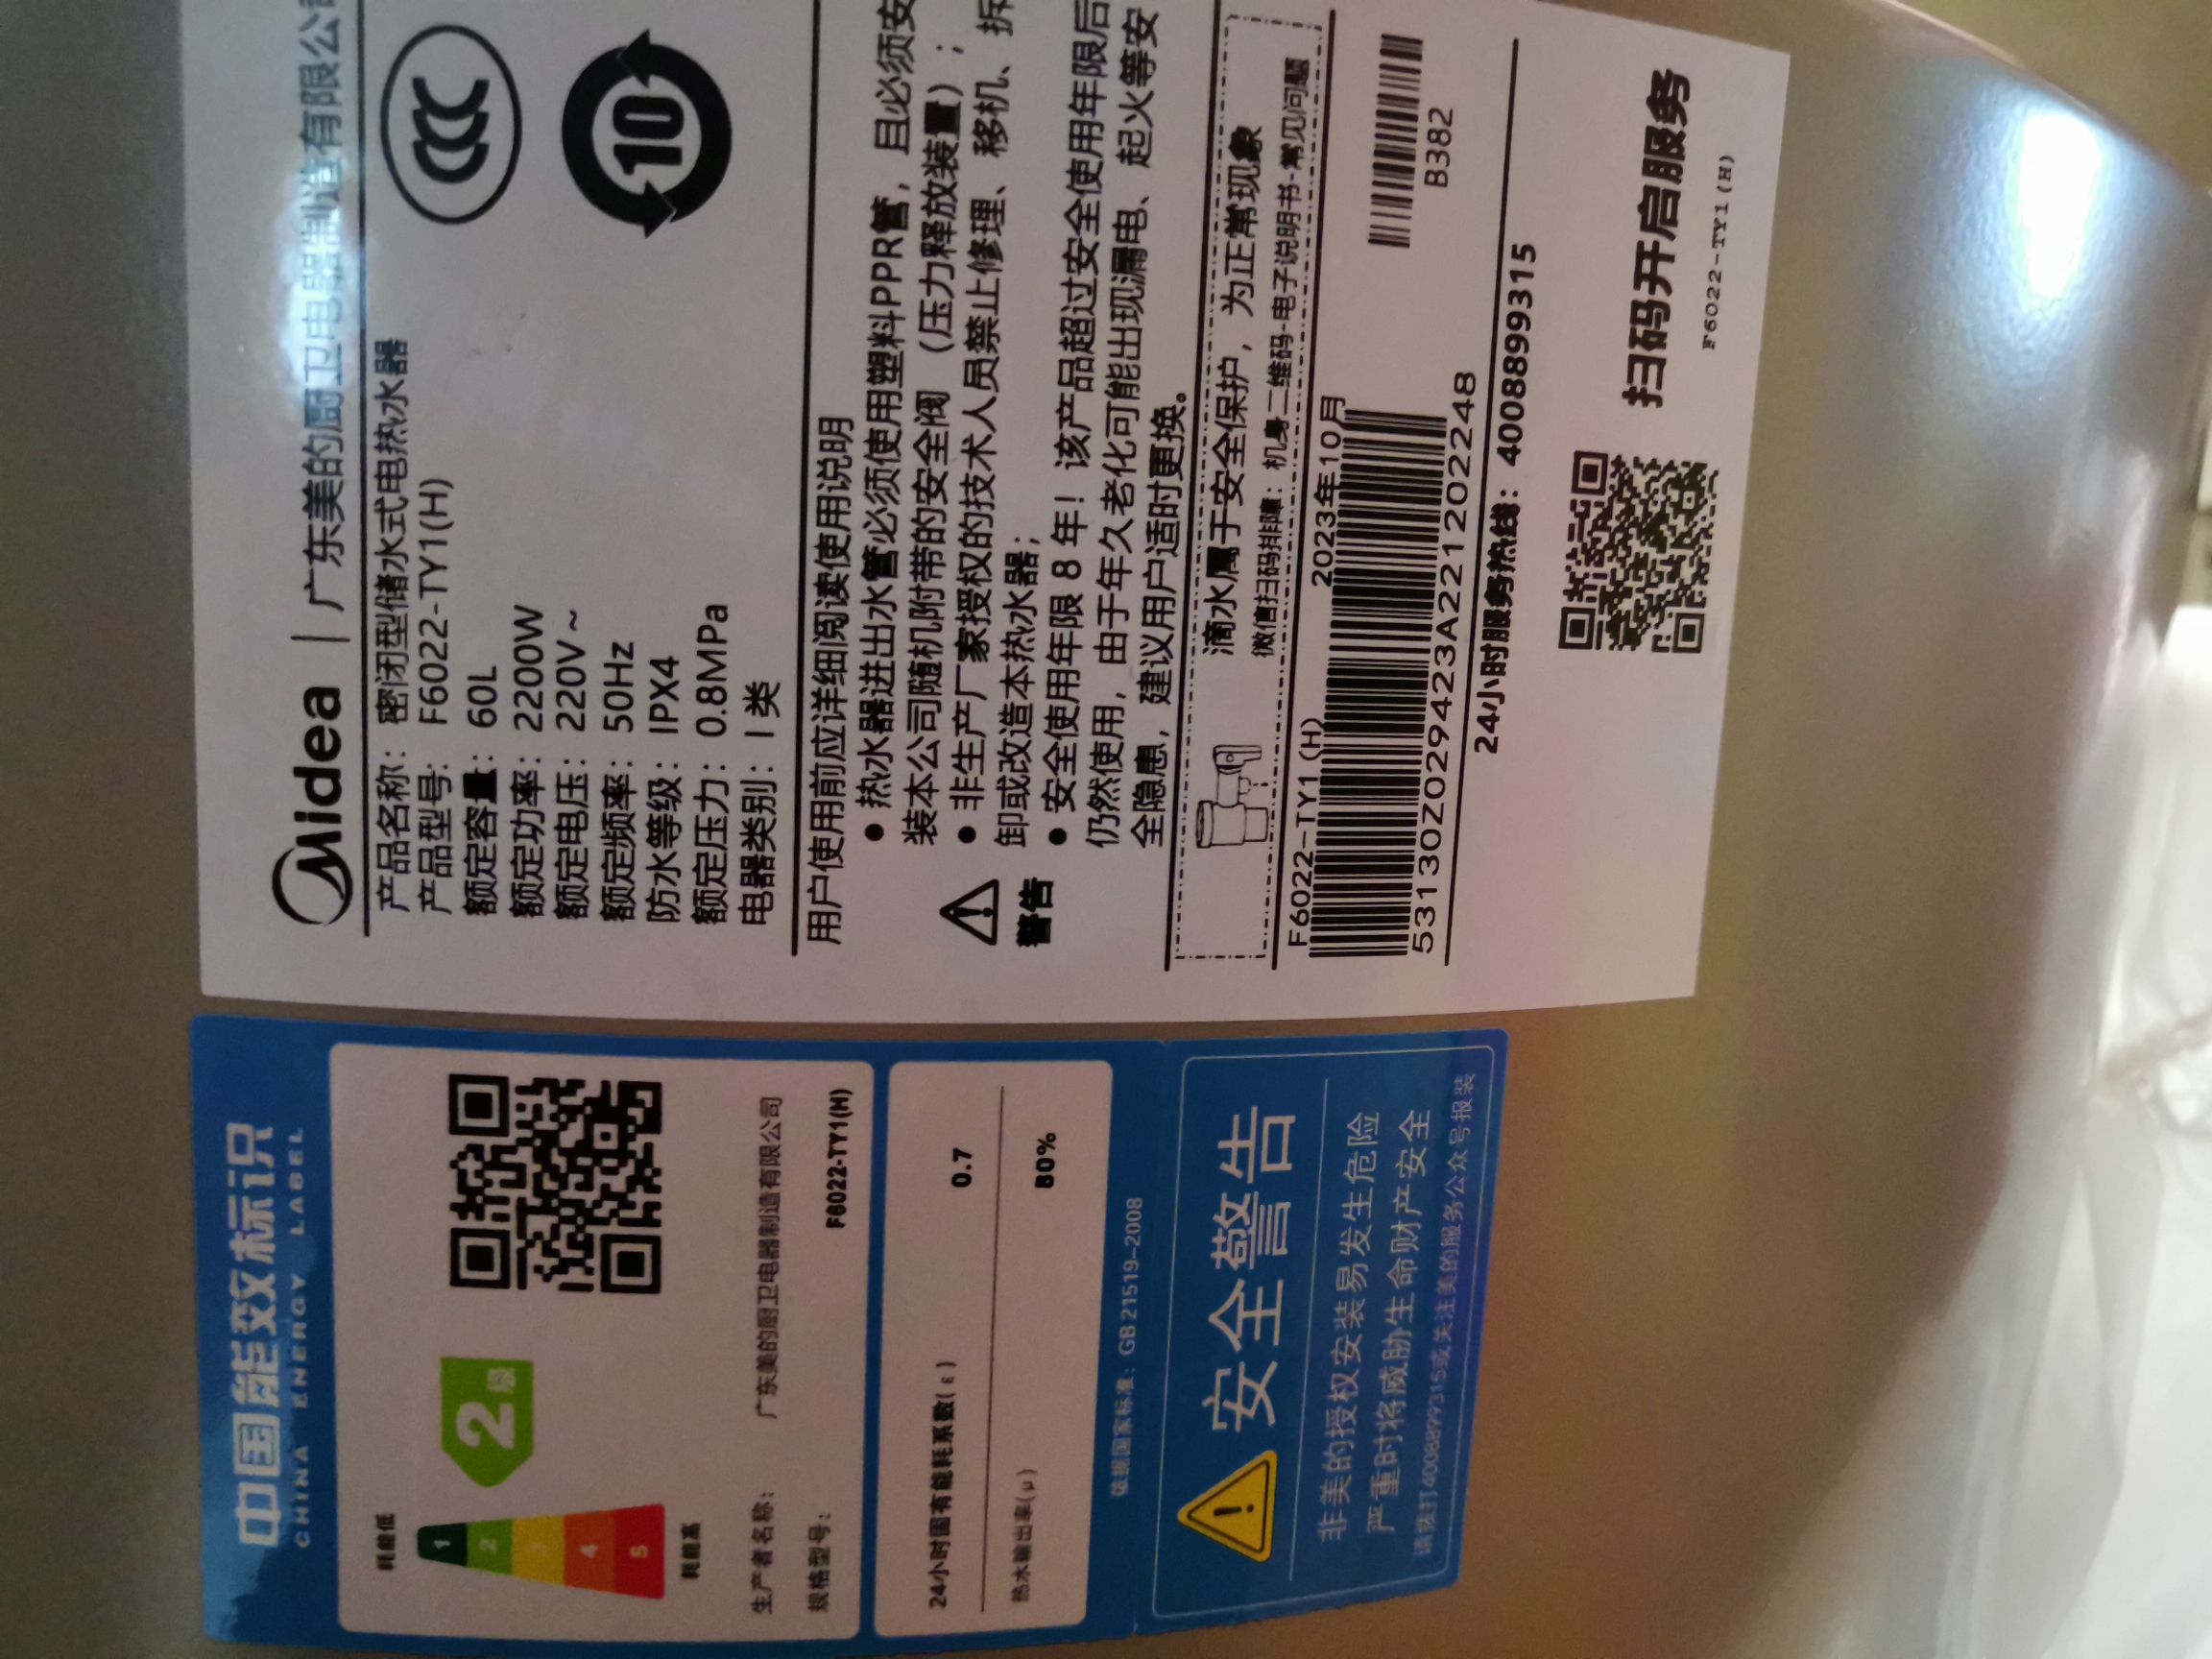 Midea | 广东美的厨卫电器制造有限公司
产品名称：密闭型储水式电热水器
产品型号：F6022-TY1(H)
额定容量：60L
额定功率：2200W
额定电压：220V~
额定频率：50Hz
防水等级：IPX4
额定压力：0.8MPa
电器类别：I 类
10
用户使用前应详细阅读使用说明
● 热水器进出水管必须使用塑料PPR管，且必须安
装本公司随机附带的安全阀（压力释放装置）；
● 非生产厂家授权的技术人员禁止修理、移机、拆
卸或改造本热水器；
● 安全使用年限 8 年！该产品超过安全使用年限后
仍然使用，由于年久老化可能出现漏电、起火等安
全隐患，建议用户适时更换。
警告
滴水属于安全保护，为正常现象
微信扫码排障：机身二维码-电子说明书-常见问题
F6022-TY1(H) 2023年10月
53130Z029423A221202248
B382
24小时服务热线：4008899315
扫码开启服务
F6022-TY1(H)
中国能效标识
CHINA ENERGY LABEL
耗能低
1
2
3
4
5
耗能高
2级
生产者名称： 广东美的厨卫电器制造有限公司
规格型号： F6022-TY1(H)
24小时固有能耗系数(ε) 0.7
热水输出率(μ) 80%
依据国家标准：GB 21519-2008
安全警告
非美的授权安装易发生危险
严重时将威胁生命财产安全
请拨打4008899315或关注美的服务公众号报装